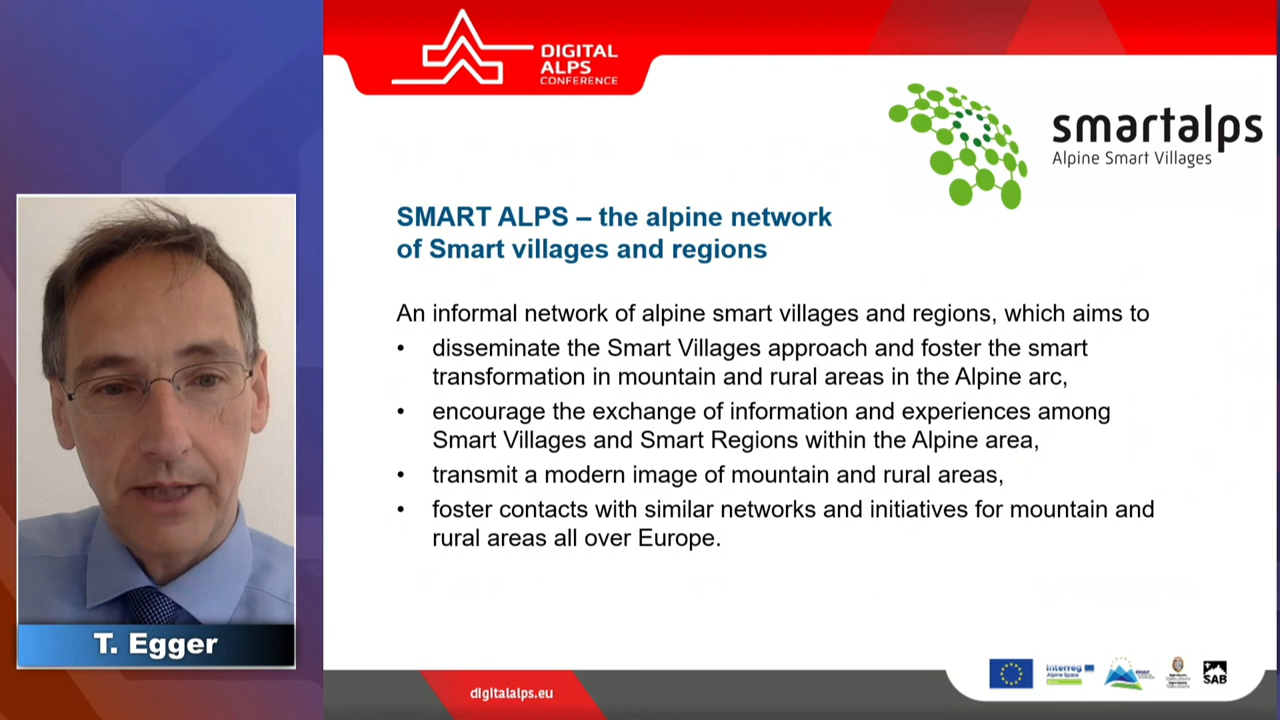 DIGITAL
ALPS
CONFERENCE
smartalps
Alpine Smart Villages
SMART ALPS – the alpine network
of Smart villages and regions
An informal network of alpine smart villages and regions, which aims to
• disseminate the Smart Villages approach and foster the smart
transformation in mountain and rural areas in the Alpine arc,
• encourage the exchange of information and experiences among
Smart Villages and Smart Regions within the Alpine area,
• transmit a modern image of mountain and rural areas,
• foster contacts with similar networks and initiatives for mountain and
rural areas all over Europe.
T. Egger
digitalalps.eu
Interreg
Alpine Space
SAB